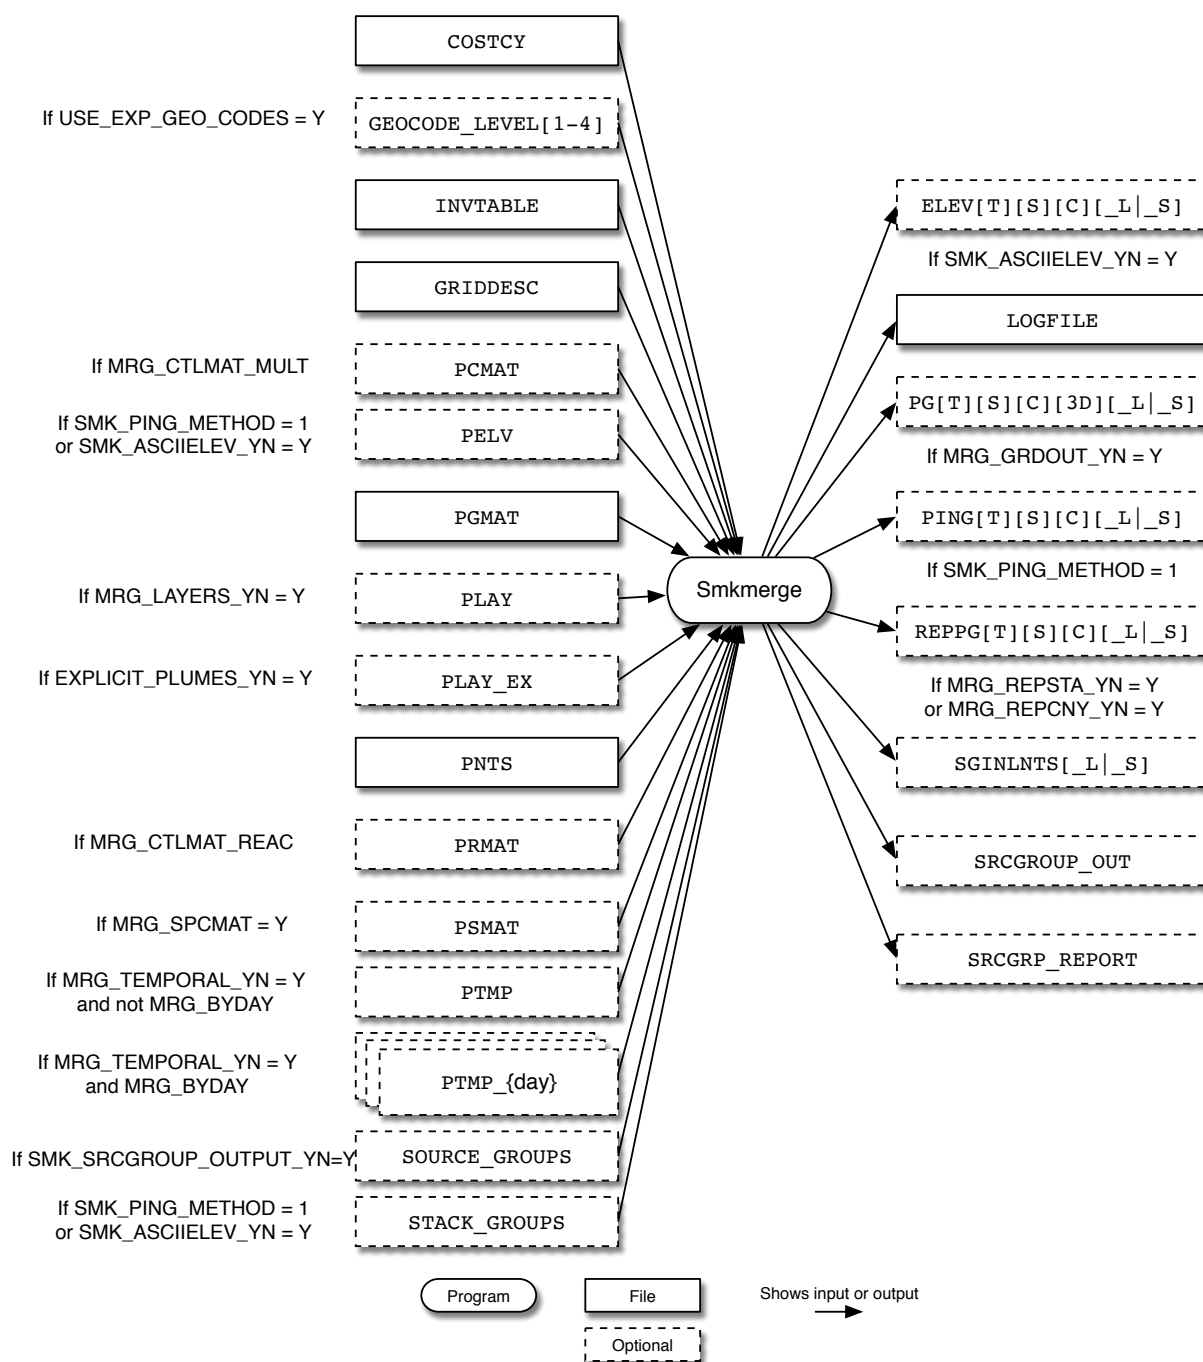 COSTCY
If USE_EXP_GEO_CODES = Y
GEOCODE_LEVEL[1-4]
INVTABLE
GRIDDESC
If MRG_CTLMAT_MULT
PCMAT
If SMK_PING_METHOD = 1
or SMK_ASCIIELEV_YN = Y
PELV
PGMAT
If MRG_LAYERS_YN = Y
PLAY
If EXPLICIT_PLUMES_YN = Y
PLAY_EX
PNTS
If MRG_CTLMAT_REAC
PRMAT
If MRG_SPCMAT = Y
PSMAT
If MRG_TEMPORAL_YN = Y
and not MRG_BYDAY
PTMP
If MRG_TEMPORAL_YN = Y
and MRG_BYDAY
PTMP_{day}
If SMK_SRCGROUP_OUTPUT_YN=Y
SOURCE_GROUPS
If SMK_PING_METHOD = 1
or SMK_ASCIIELEV_YN = Y
STACK_GROUPS
Smkmerge
ELEV[T][S][C][_L|_S]
If SMK_ASCIIELEV_YN = Y
LOGFILE
PG[T][S][C][3D][_L|_S]
If MRG_GRDOUT_YN = Y
PING[T][S][C][_L|_S]
If SMK_PING_METHOD = 1
REPPG[T][S][C][_L|_S]
If MRG_REPSTA_YN = Y
or MRG_REPCNY_YN = Y
SGINLNTS[_L|_S]
SRCGROUP_OUT
SRCGRP_REPORT
Program
File
Optional
Shows input or output